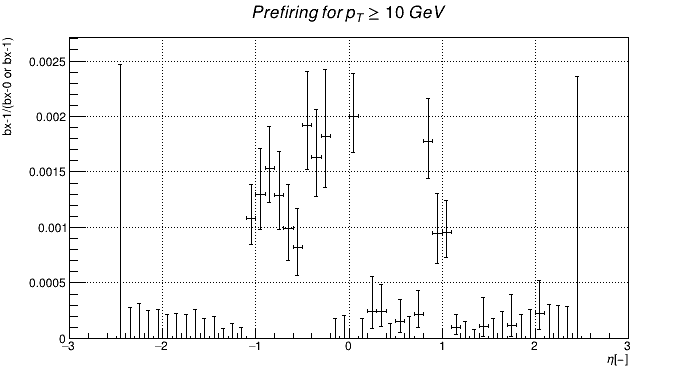 Prefiring for p_T ≥ 10 GeV
bx-1/(bx-0 or bx-1)
0.0025
0.002
0.0015
0.001
0.0005
0
−3 −2 −1 0 1 2 3
η[−]